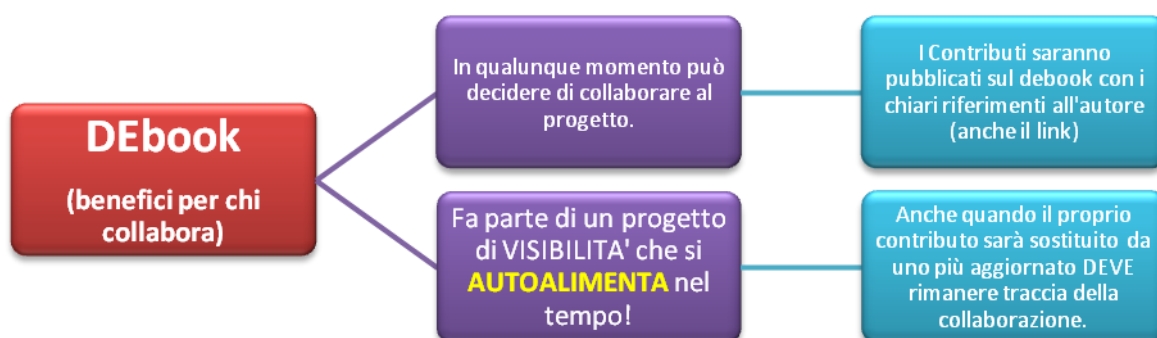 DEbook
(benefici per chi
collabora)
In qualunque momento può
decidere di collaborare al
progetto.
I Contributi saranno
pubblicati sul debook con i
chiari riferimenti all'autore
(anche il link)
Fa parte di un progetto
di VISIBILITA' che si
AUTOALIMENTA nel
tempo!
Anche quando il proprio
contributo sarà sostituito da
uno più aggiornato DEVE
rimanere traccia della
collaborazione.